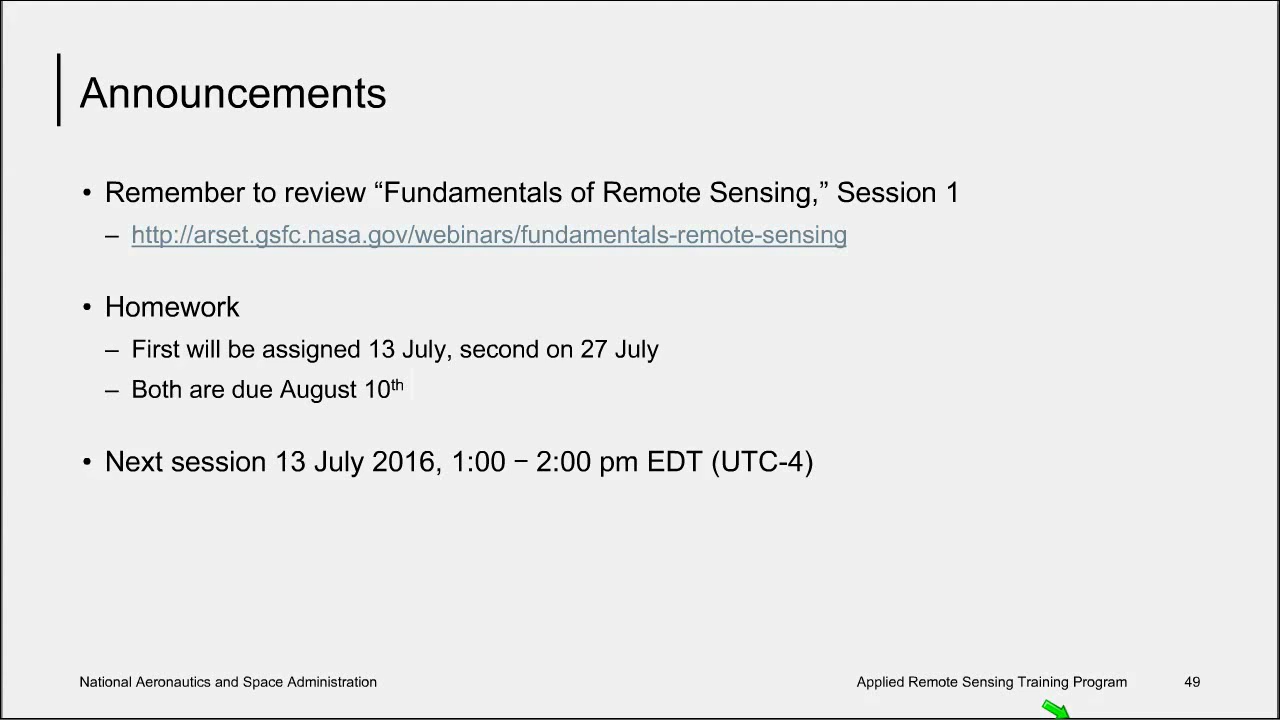 Announcements
• Remember to review “Fundamentals of Remote Sensing,” Session 1
– http://arset.gsfc.nasa.gov/webinars/fundamentals-remote-sensing
• Homework
– First will be assigned 13 July, second on 27 July
– Both are due August 10th
• Next session 13 July 2016, 1:00 – 2:00 pm EDT (UTC-4)
National Aeronautics and Space Administration
Applied Remote Sensing Training Program
49